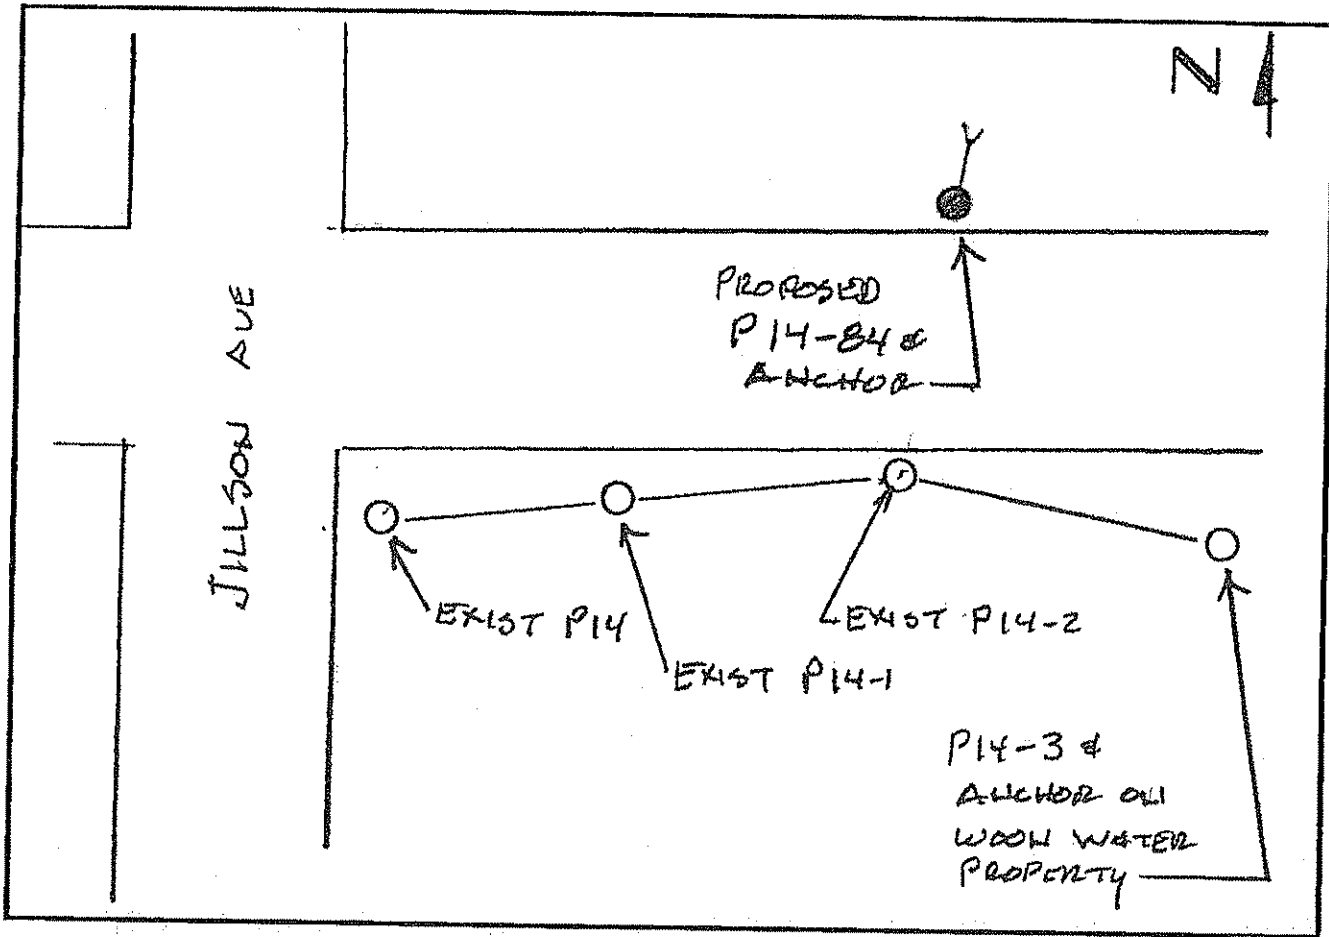 N
PROPOSED
P 14-84 &
ANCHOR
JILLSON AVE
EXIST P14
EXIST P14-1
EXIST P14-2
P14-3 &
ANCHOR ON
WOON WATER
PROPERTY